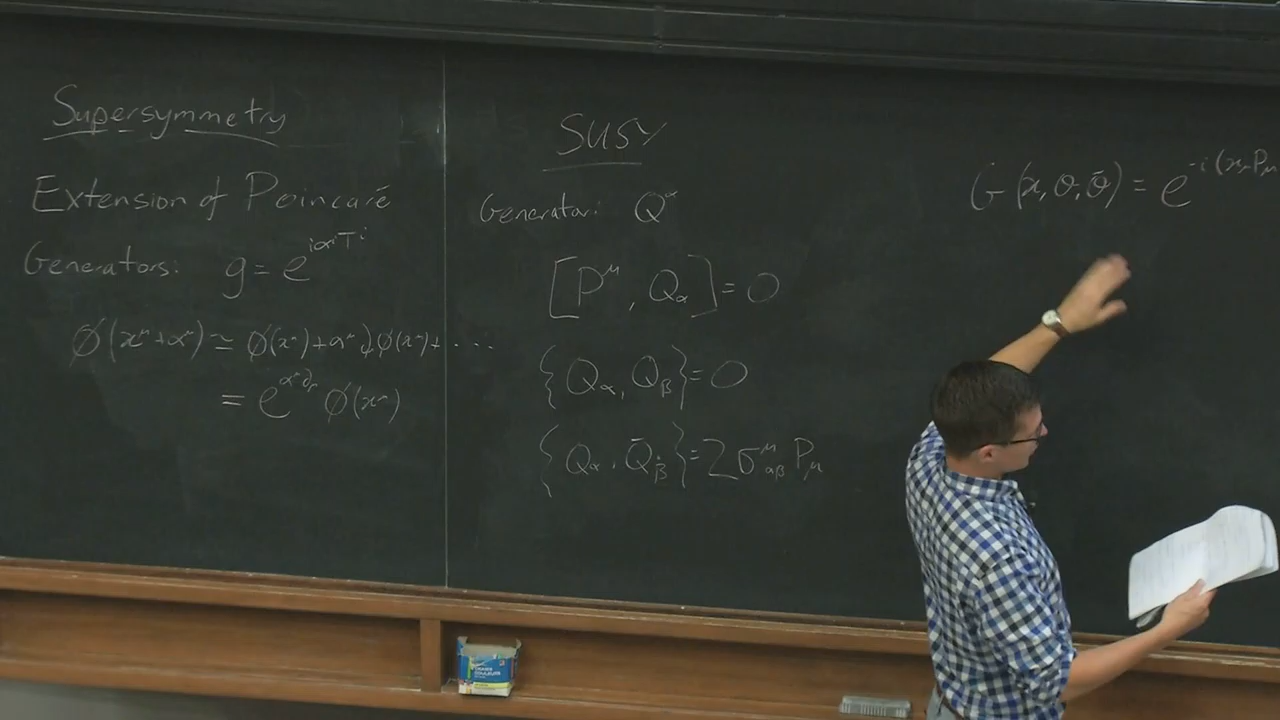 Supersymmetry
Extension of Poincaré
Generators: g = e^{iα^i T^i}
φ(x^μ + a^μ) ≃ φ(x^μ) + a^μ ∂_μ φ(x^μ) + ...
= e^{a^μ ∂_μ} φ(x^μ)
SUSY
Generator: Q^α
[P^μ, Q_α] = 0
{Q_α, Q_β} = 0
{Q_α, Q̄_β̇} = 2σ^μ_{αβ} P_μ
G(x, θ, θ̄) = e^{-i(x^μ P_μ